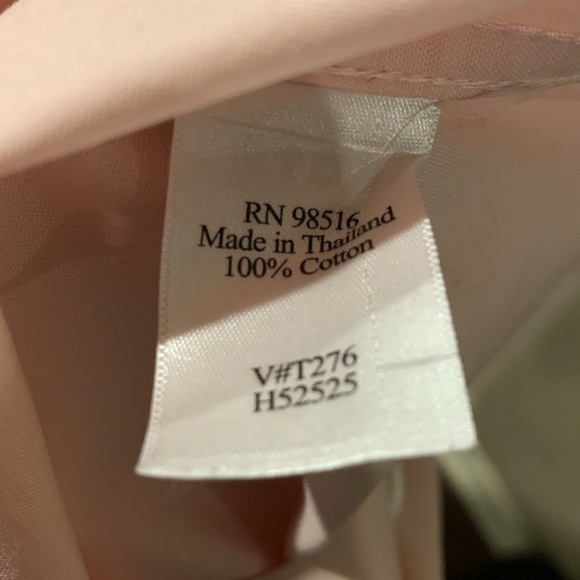 RN 98516
Made in Thailand
100% Cotton
V#T276
H52525